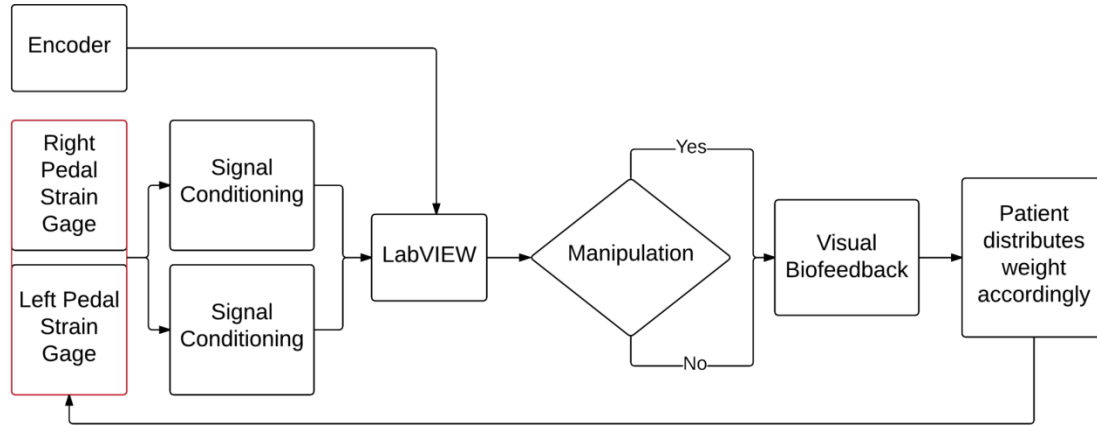 Encoder
Right
Pedal
Strain
Gage
Left Pedal
Strain
Gage
Signal
Conditioning
Signal
Conditioning
LabVIEW
Manipulation
Yes
No
Visual
Biofeedback
Patient
distributes
weight
accordingly